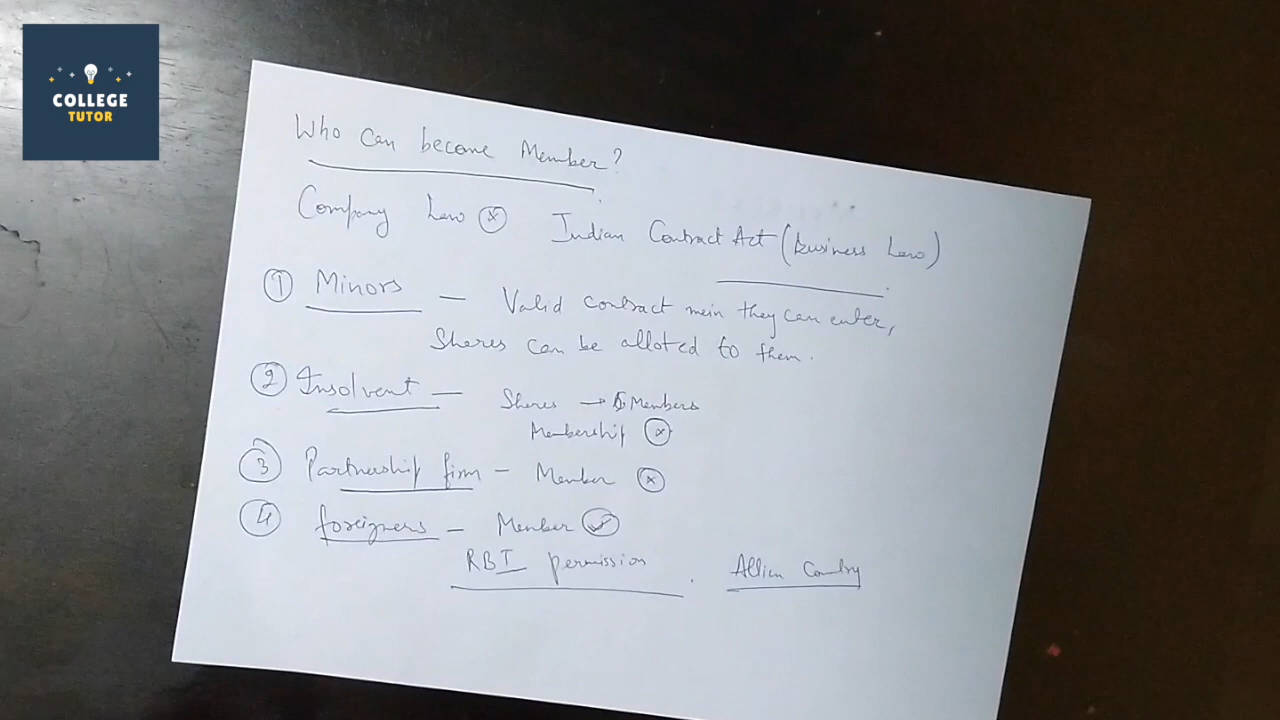 COLLEGE
TUTOR
Who can become Member?
Company Law ⓧ Indian Contract Act (Business Law)
① Minors — Valid contract mein they can enter,
Shares can be alloted to them.
② Insolvent — Shares → Members
Membership ⓧ
③ Partnership firm - Member ⓧ
④ foreigners - Member ✓
RBI permission. Allien Country